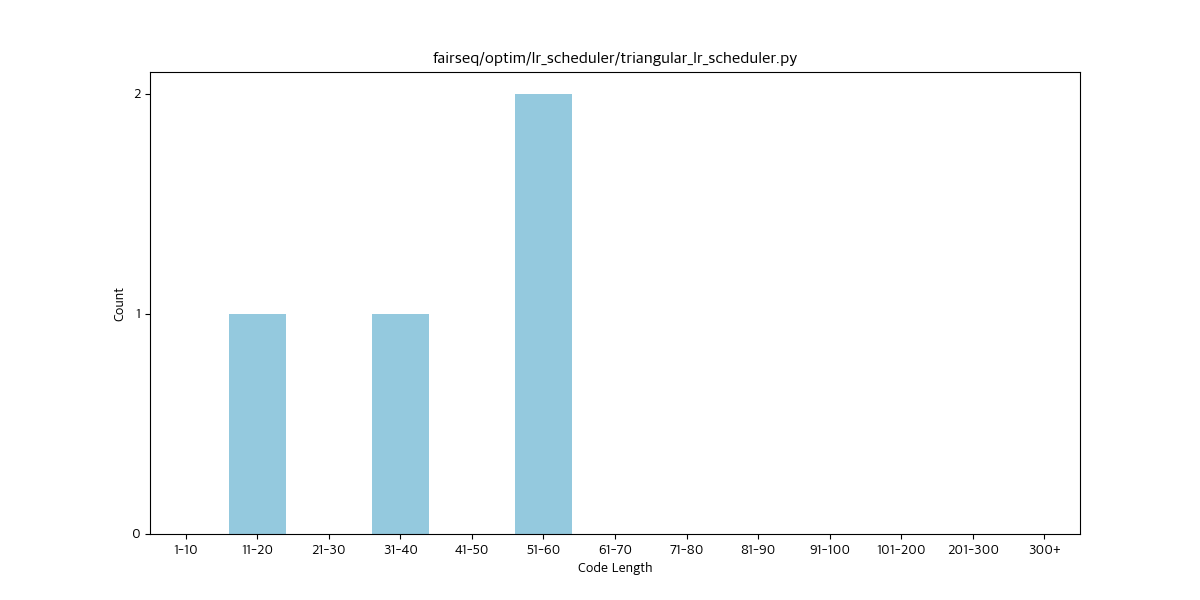 fairseq/optim/lr_scheduler/triangular_lr_scheduler.py
2
1
0
Count
1-10 11-20 21-30 31-40 41-50 51-60 61-70 71-80 81-90 91-100 101-200 201-300 300+
Code Length